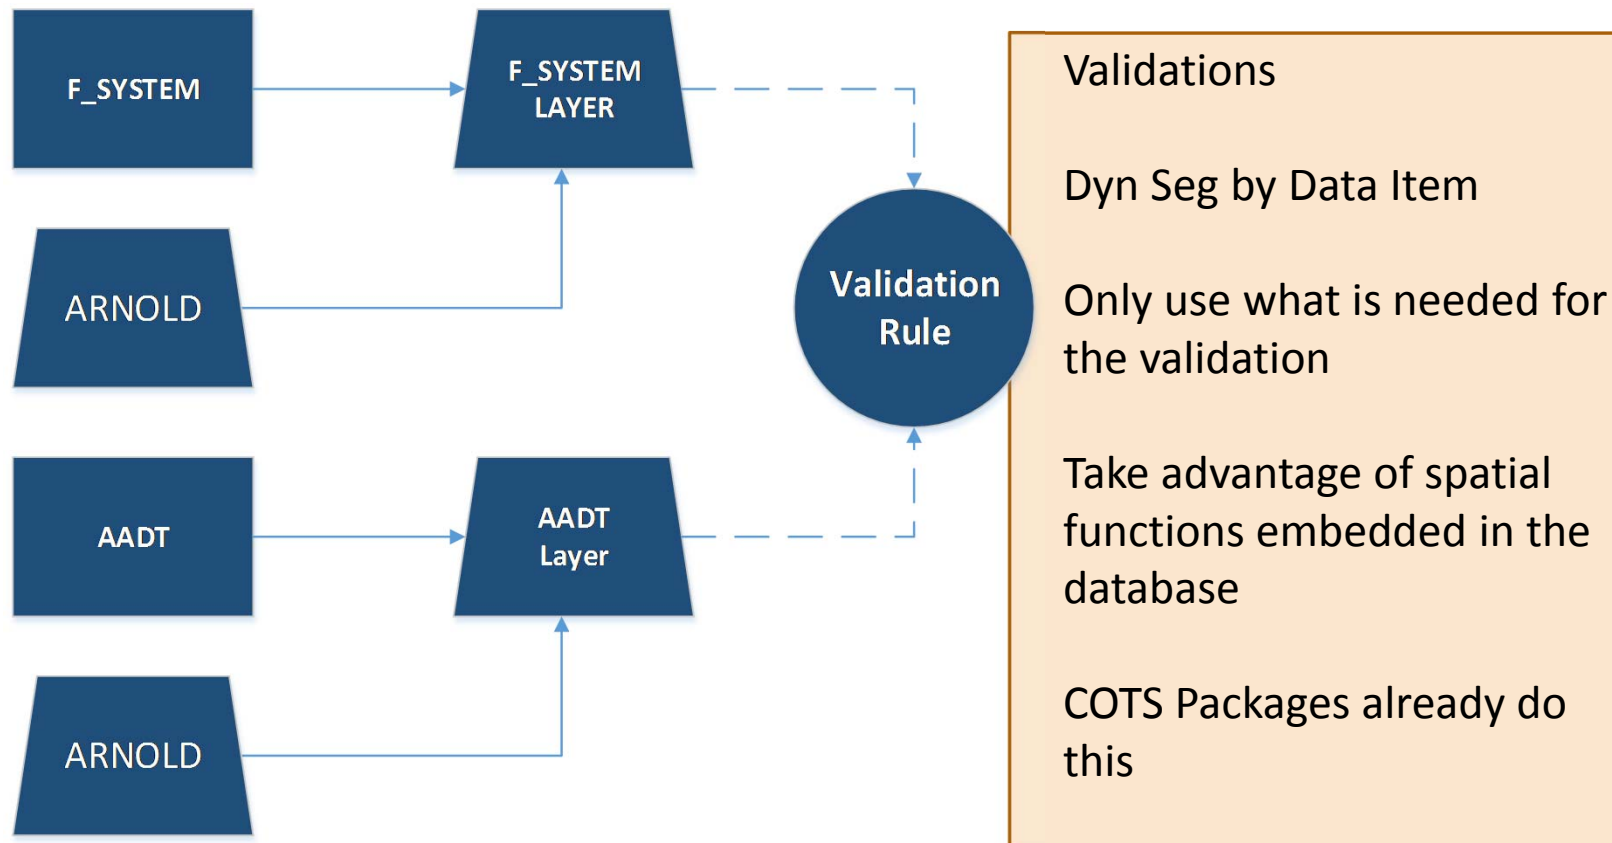 F_SYSTEM
F_SYSTEM
LAYER
ARNOLD
Validation
Rule
AADT
AADT
Layer
ARNOLD
Validations
Dyn Seg by Data Item
Only use what is needed for
the validation
Take advantage of spatial
functions embedded in the
database
COTS Packages already do
this